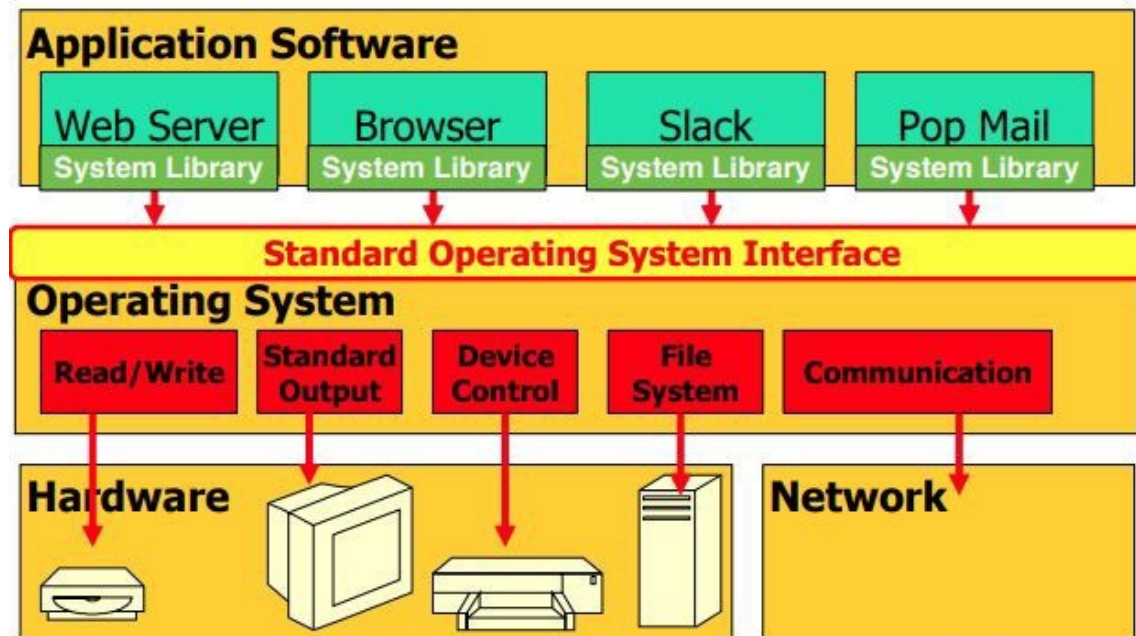 Application Software
Web Server
Browser
Slack
Pop Mail
System Library
System Library
System Library
System Library
Standard Operating System Interface
Operating System
Read/Write
Standard
Output
Device
Control
File
System
Communication
Hardware
Network